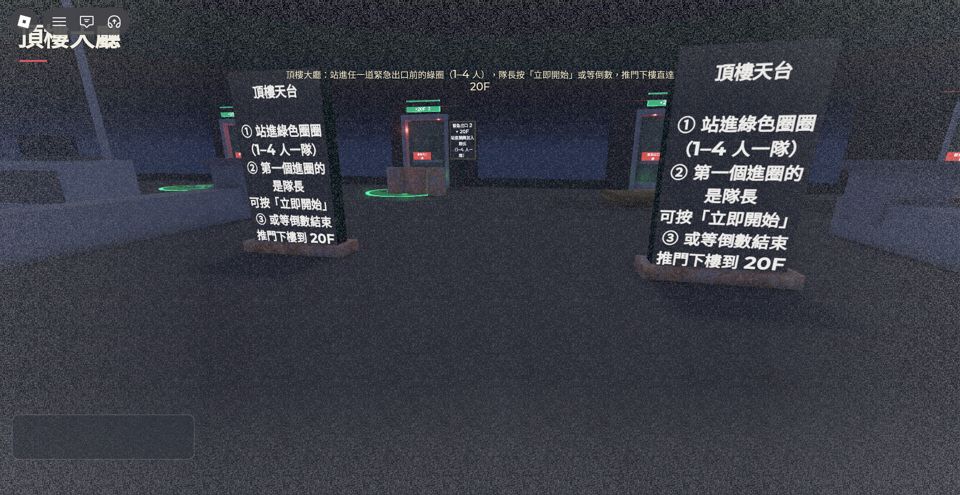 頂樓大廳
頂樓大廳：站進任一道緊急出口前的綠圈（1–4 人），隊長按「立即開始」或等倒數，推門下樓直達
20F
頂樓天台
① 站進綠色圈圈
（1–4 人一隊）
② 第一個進圈的
是隊長
可按「立即開始」
③ 或等倒數結束
推門下樓到 20F
頂樓天台
① 站進綠色圈圈
（1–4 人一隊）
② 第一個進圈的
是隊長
可按「立即開始」
③ 或等倒數結束
推門下樓到 20F
緊急出口 2